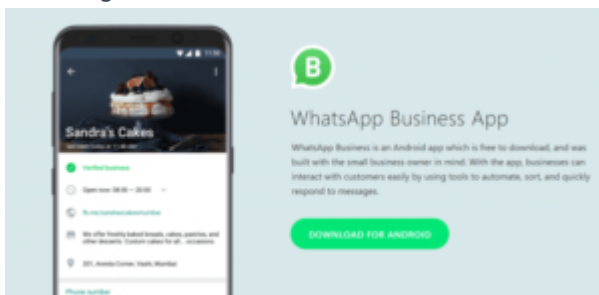 Sandra's Cakes
Verified business
Open now 08:00 – 20:00
We offer freshly baked breads, cakes, pastries, and
other desserts. Custom cakes for all.. occasions.
201, Vashi, Mumbai
Phone number
B
WhatsApp Business App
WhatsApp Business is an Android app which is free to download, and was
built with the small business owner in mind. With the app, businesses can
interact with customers easily by using tools to automate, sort, and quickly
respond to messages.
DOWNLOAD FOR ANDROID